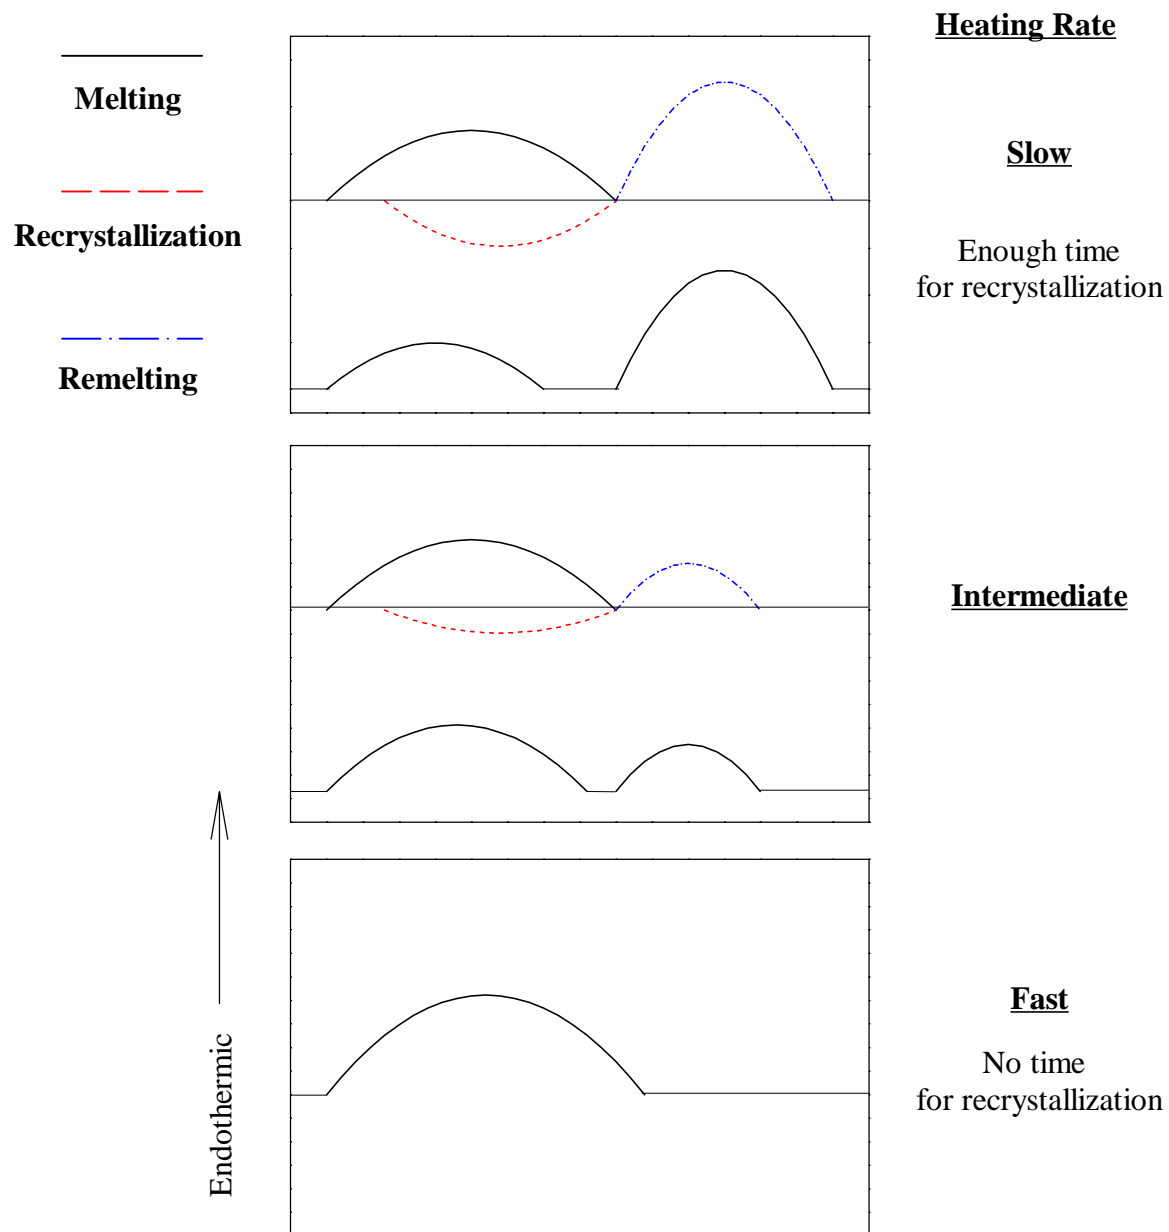 Heating Rate
Melting
Slow
Recrystallization
Enough time
for recrystallization
Remelting
Intermediate
Endothermic
Fast
No time
for recrystallization